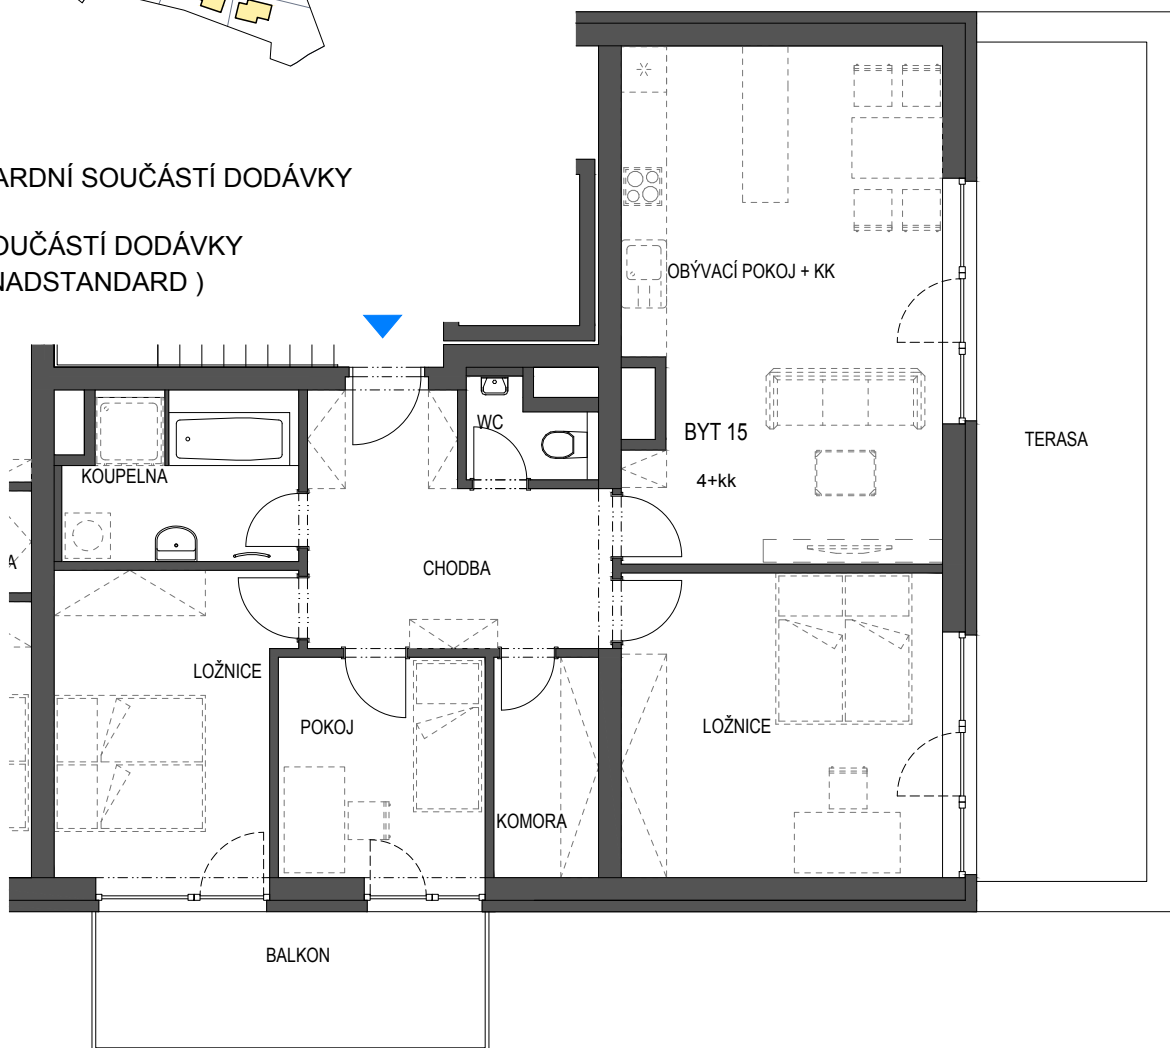 ARDNÍ SOUČÁSTÍ DODÁVKY
OUČÁSTÍ DODÁVKY
NADSTANDARD )
OBÝVACÍ POKOJ + KK
WC
BYT 15
TERASA
KOUPELNA
4+kk
A
CHODBA
LOŽNICE
POKOJ
LOŽNICE
KOMORA
BALKON